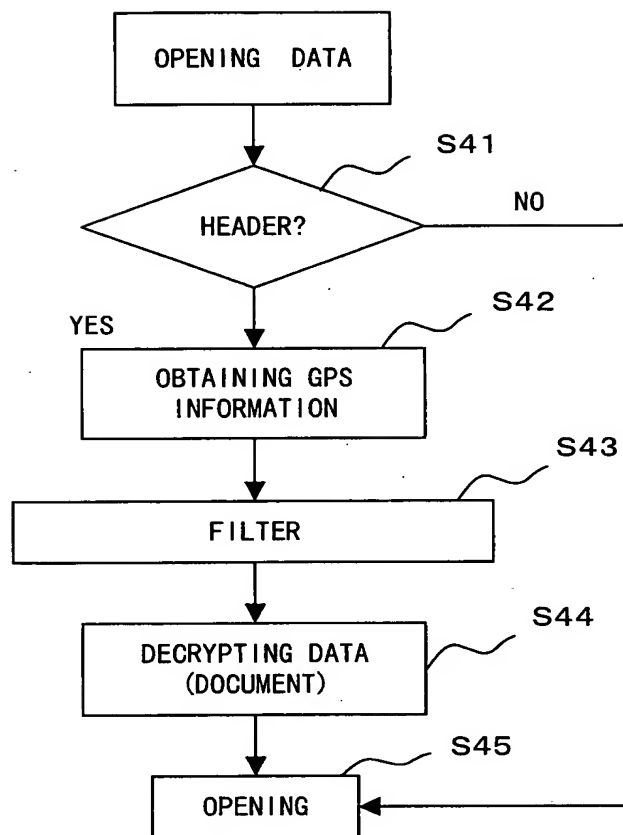 OPENING DATA
S41
HEADER?
NO
YES
S42
OBTAINING GPS
INFORMATION
S43
FILTER
S44
DECRYPTING DATA
(DOCUMENT)
S45
OPENING